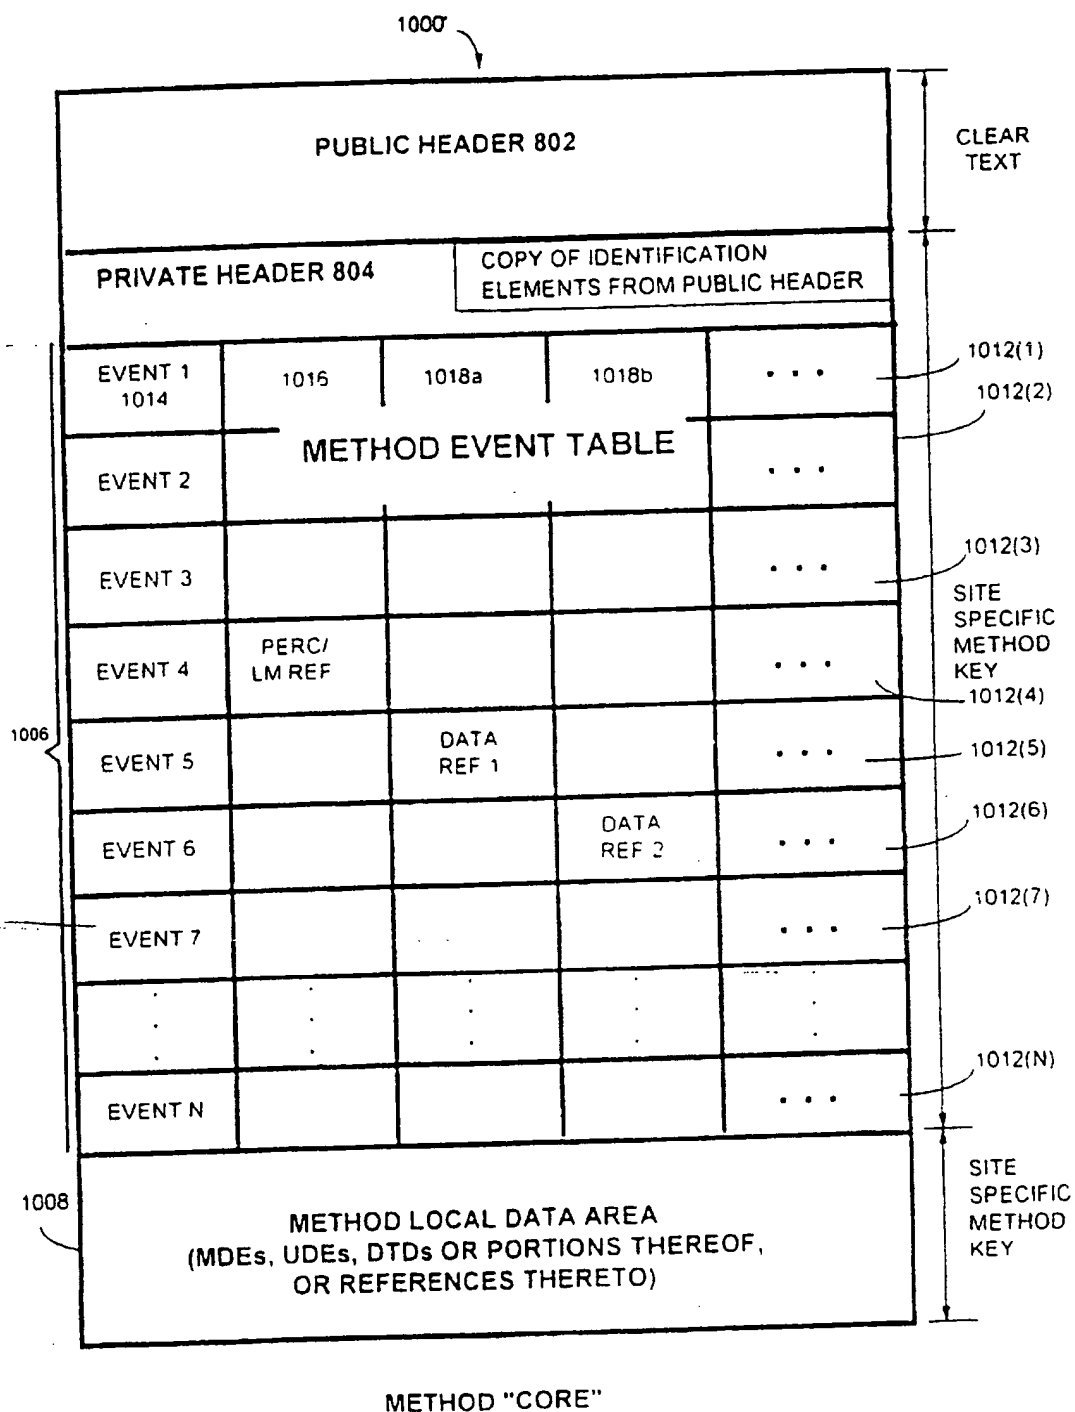 1000
PUBLIC HEADER 802
CLEAR
TEXT
PRIVATE HEADER 804
COPY OF IDENTIFICATION
ELEMENTS FROM PUBLIC HEADER
EVENT 1
1014
1016
1018a
1018b
. . .
1012(1)
1012(2)
METHOD EVENT TABLE
EVENT 2
. . .
EVENT 3
. . .
1012(3)
SITE
SPECIFIC
METHOD
KEY
EVENT 4
PERC/
LM REF
. . .
1012(4)
1006
EVENT 5
DATA
REF 1
. . .
1012(5)
EVENT 6
DATA
REF 2
. . .
1012(6)
EVENT 7
. . .
1012(7)
EVENT N
. . .
1012(N)
1008
METHOD LOCAL DATA AREA
(MDEs, UDEs, DTDs OR PORTIONS THEREOF,
OR REFERENCES THERETO)
SITE
SPECIFIC
METHOD
KEY
METHOD "CORE"